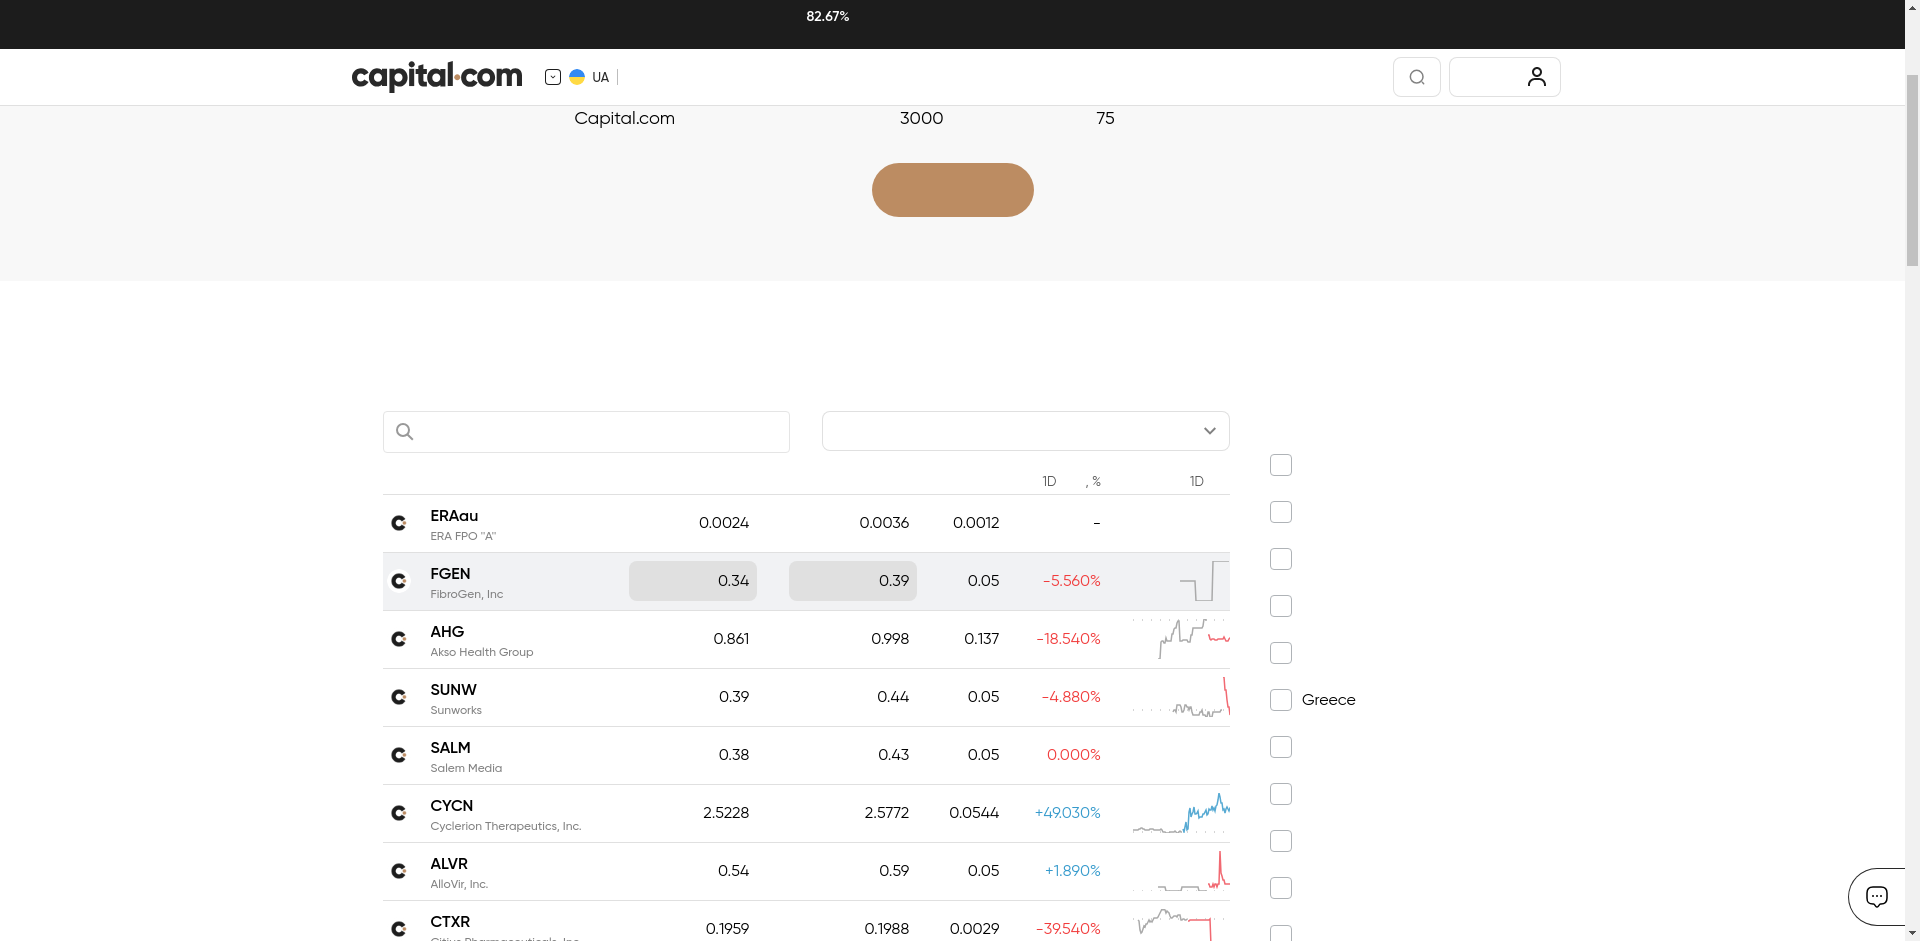 82.67%
capital.com UA
Capital.com 3000 75
1D , % 1D
ERAau 0.0024 0.0036 0.0012 -
ERA FPO "A"
FGEN 0.34 0.39 0.05 -5.560%
FibroGen, Inc
AHG 0.861 0.998 0.137 -18.540%
Akso Health Group
SUNW 0.39 0.44 0.05 -4.880%
Sunworks
Greece
SALM 0.38 0.43 0.05 0.000%
Salem Media
CYCN 2.5228 2.5772 0.0544 +49.030%
Cyclerion Therapeutics, Inc.
ALVR 0.54 0.59 0.05 +1.890%
AlloVir, Inc.
CTXR 0.1959 0.1988 0.0029 -39.540%